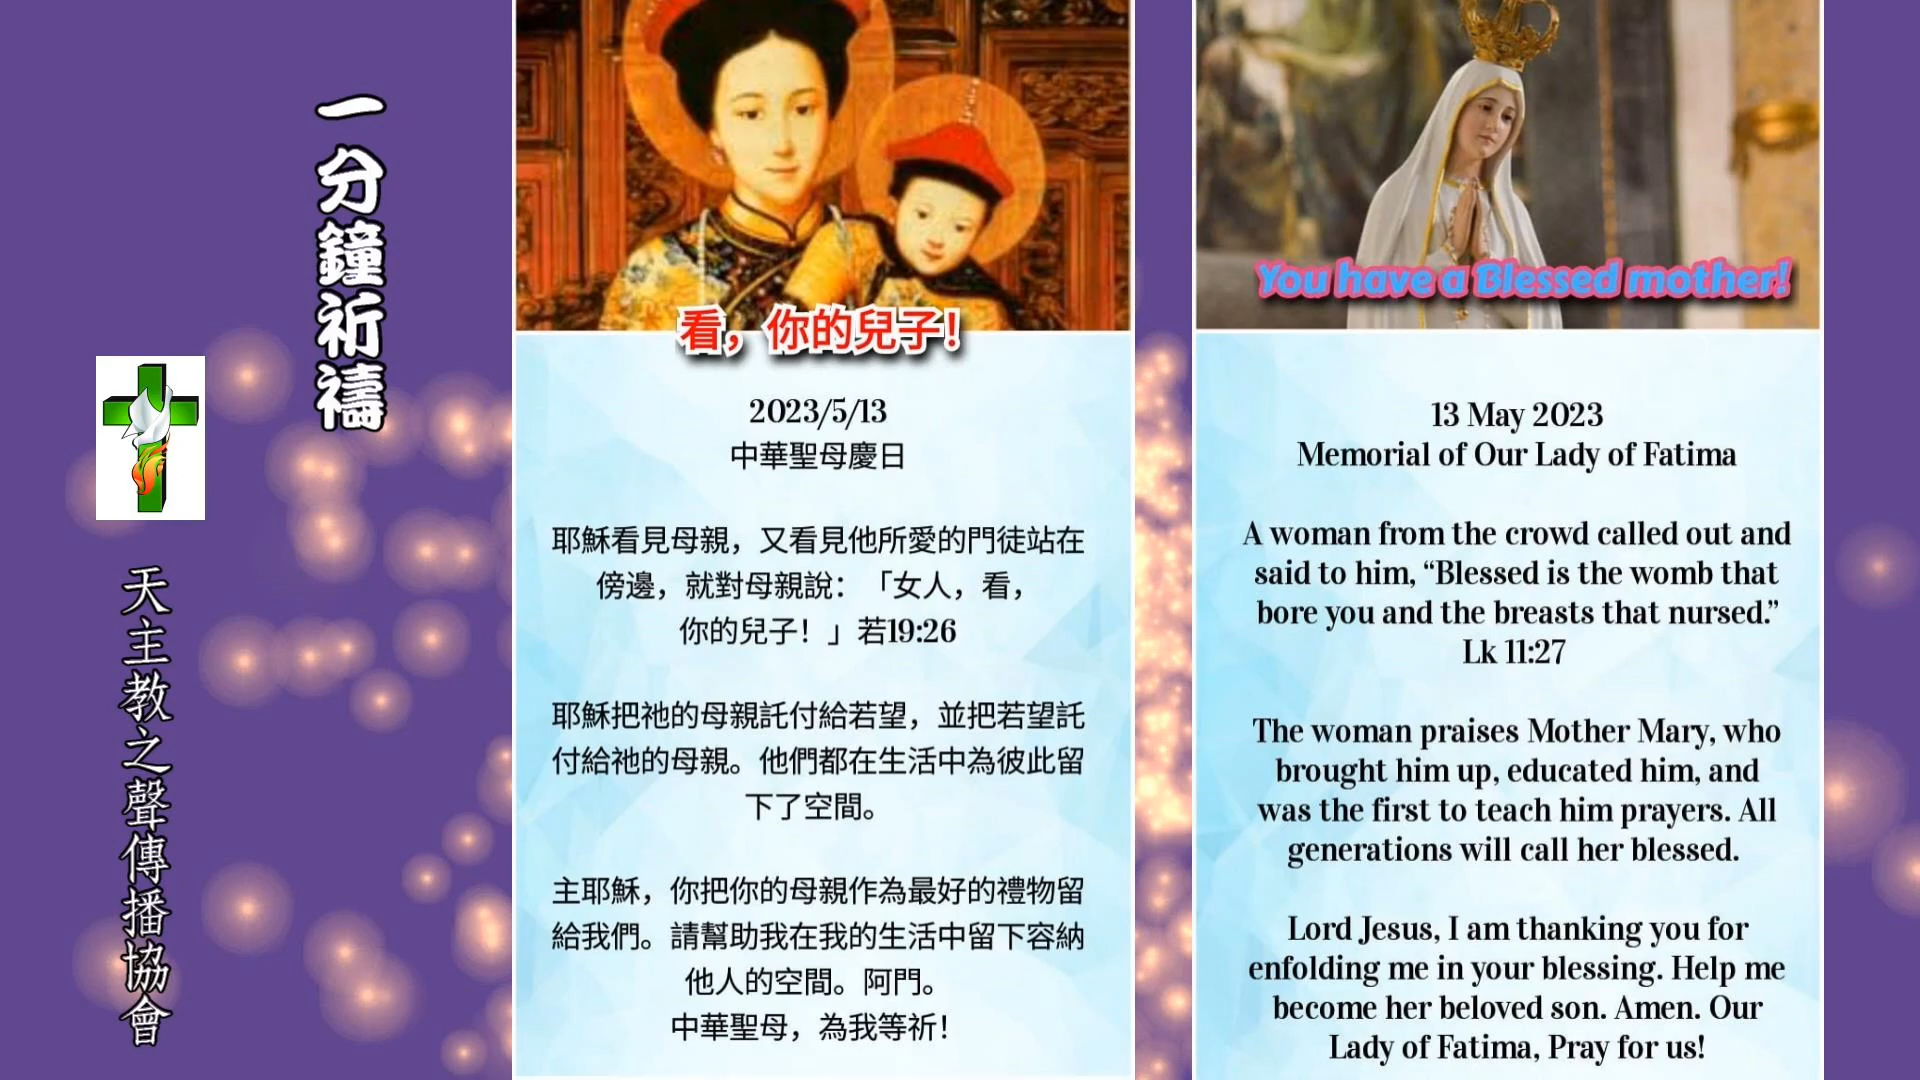 一分鐘祈禱
天主教之聲傳播協會
看，你的兒子！
2023/5/13
中華聖母慶日
耶穌看見母親，又看見他所愛的門徒站在
傍邊，就對母親說：「女人，看，
你的兒子！」若19:26
耶穌把祂的母親託付給若望，並把若望託
付給祂的母親。他們都在生活中為彼此留
下了空間。
主耶穌，你把你的母親作為最好的禮物留
給我們。請幫助我在我的生活中留下容納
他人的空間。阿門。
中華聖母，為我等祈！
You have a Blessed mother!
13 May 2023
Memorial of Our Lady of Fatima
A woman from the crowd called out and
said to him, “Blessed is the womb that
bore you and the breasts that nursed.”
Lk 11:27
The woman praises Mother Mary, who
brought him up, educated him, and
was the first to teach him prayers. All
generations will call her blessed.
Lord Jesus, I am thanking you for
enfolding me in your blessing. Help me
become her beloved son. Amen. Our
Lady of Fatima, Pray for us!